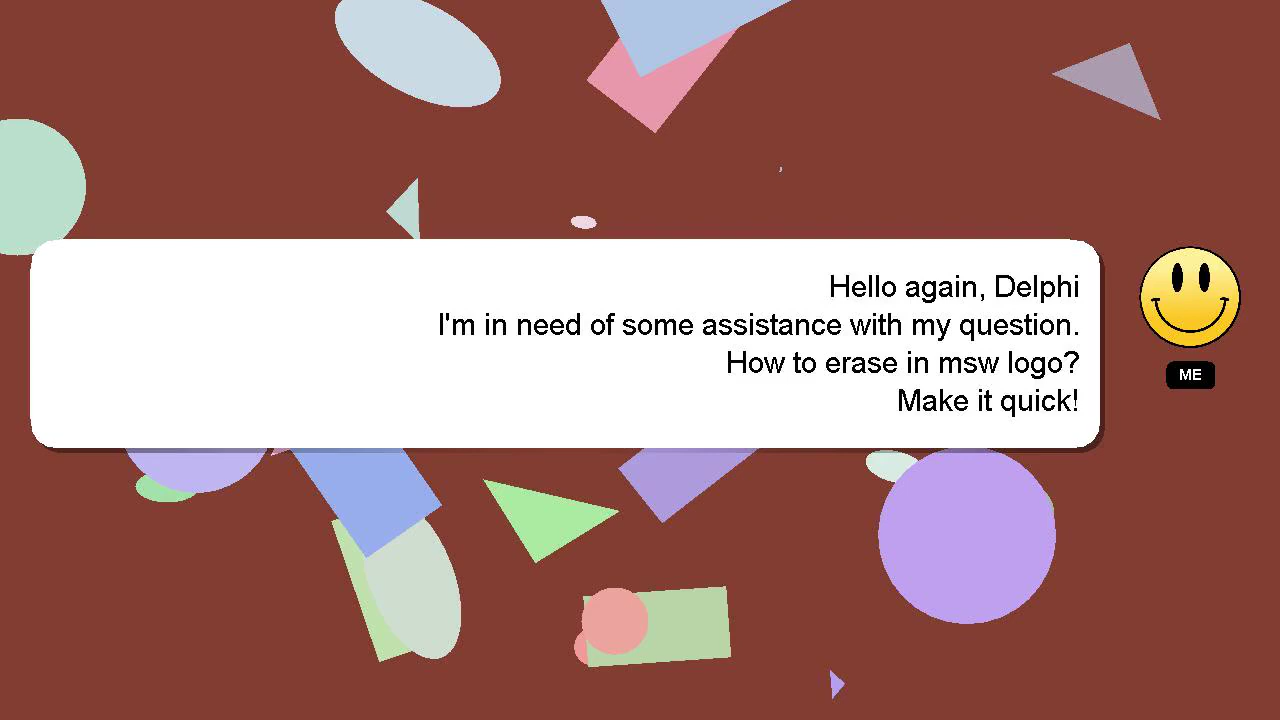 Hello again, Delphi
I'm in need of some assistance with my question.
How to erase in msw logo?
Make it quick!
ME